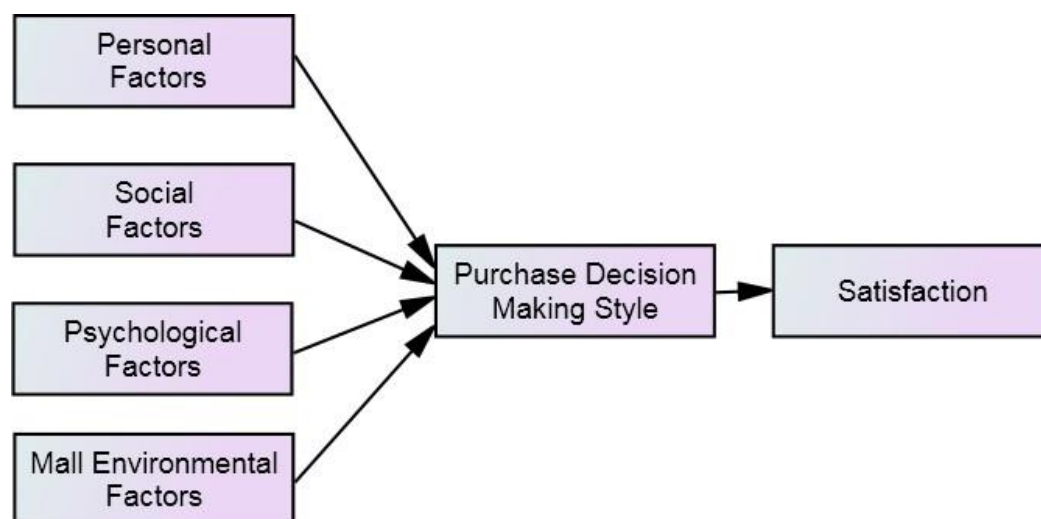 Personal
Factors
Social
Factors
Psychological
Factors
Mall Environmental
Factors
Purchase Decision
Making Style
Satisfaction